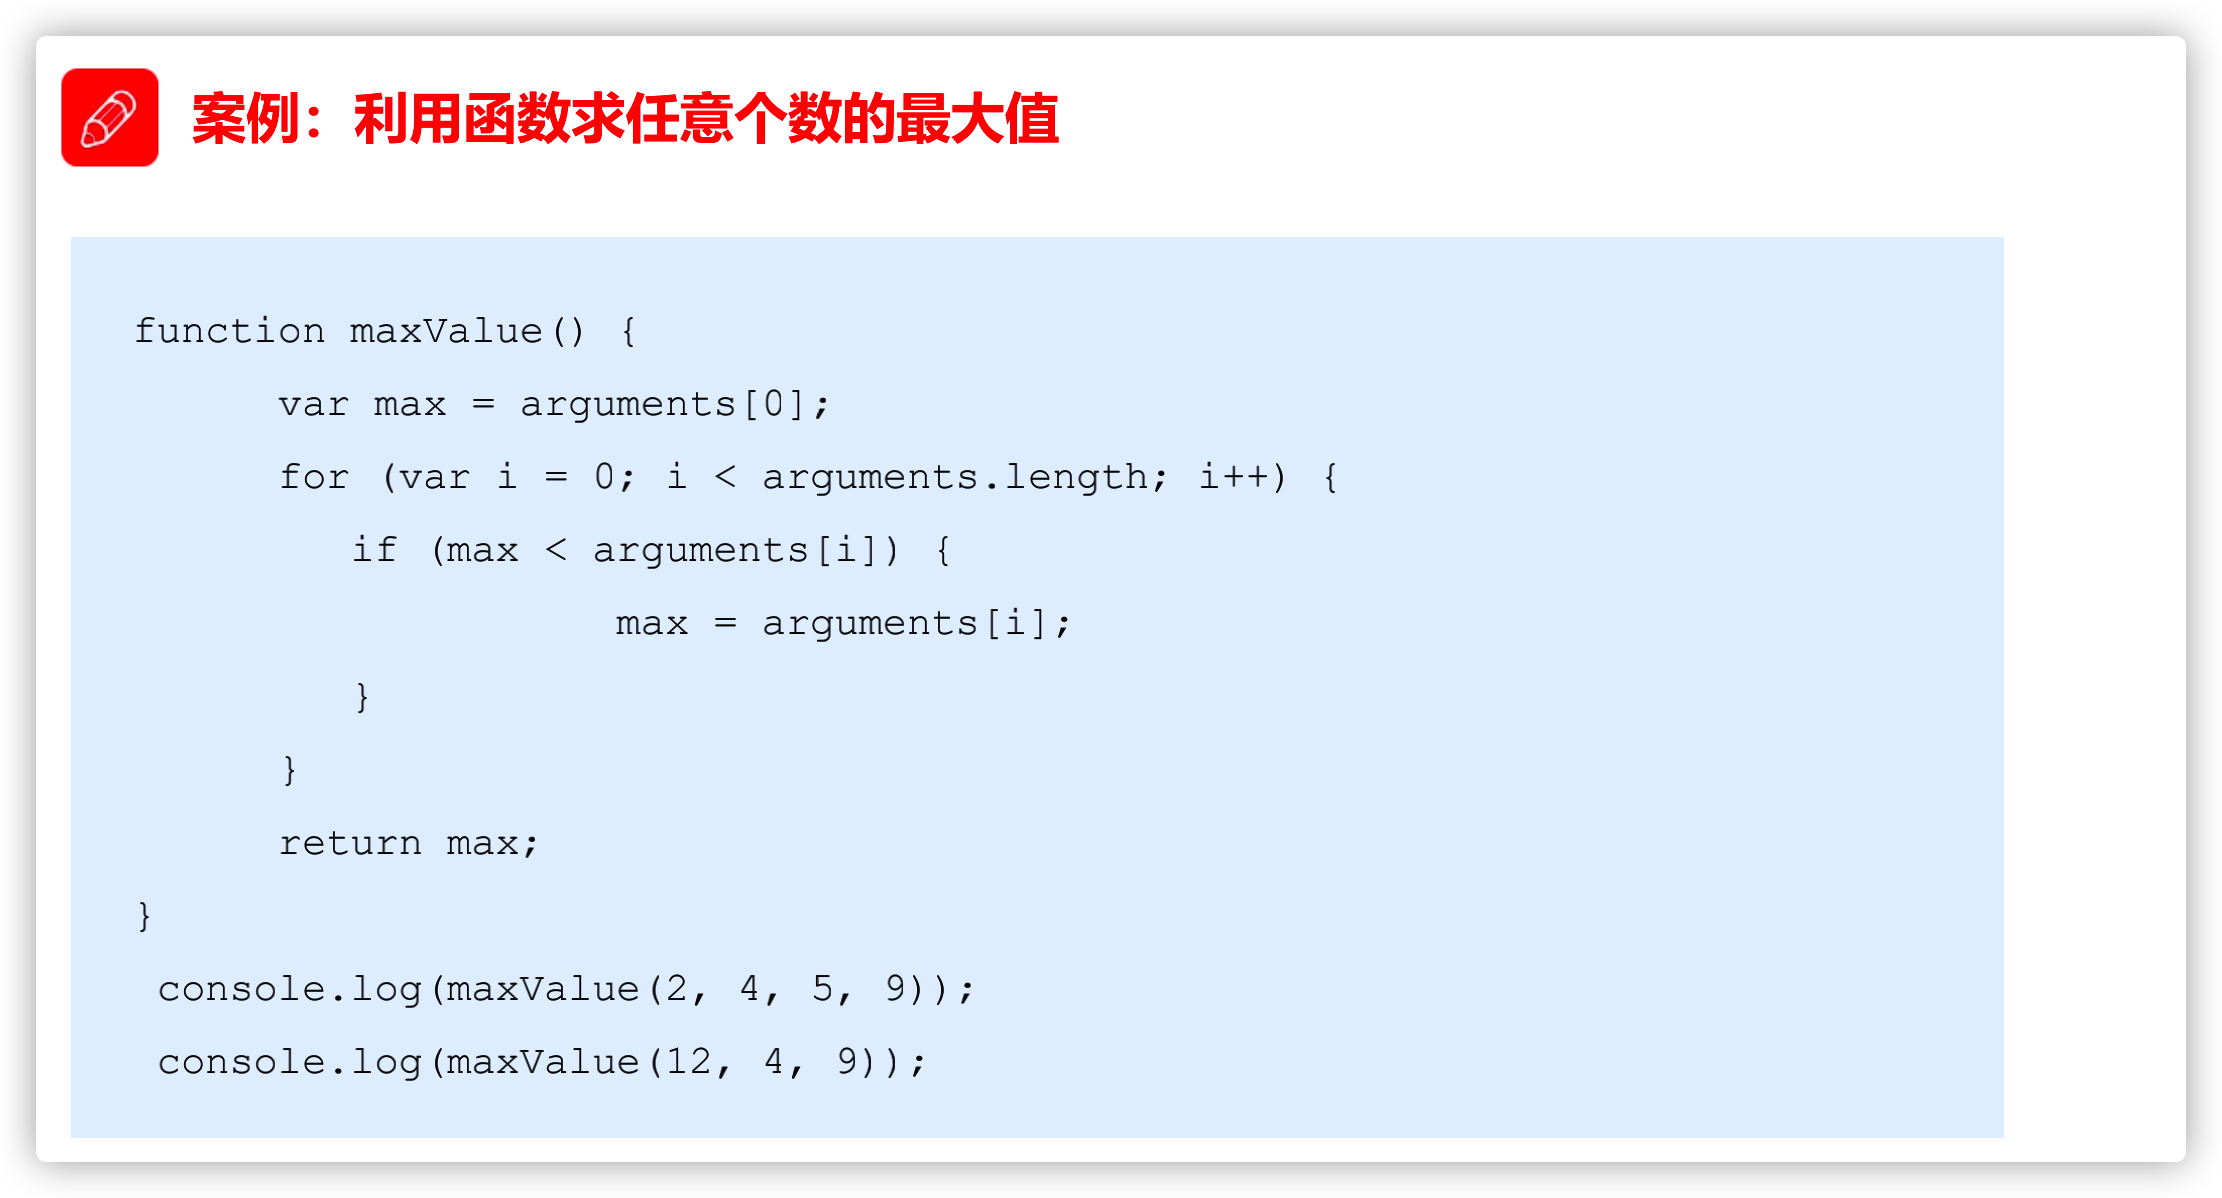 案例：利用函数求任意个数的最大值
function maxValue() {
var max = arguments[0];
for (var i = 0; i < arguments.length; i++) {
if (max < arguments[i]) {
max = arguments[i];
}
}
return max;
}
console.log(maxValue(2, 4, 5, 9));
console.log(maxValue(12, 4, 9));